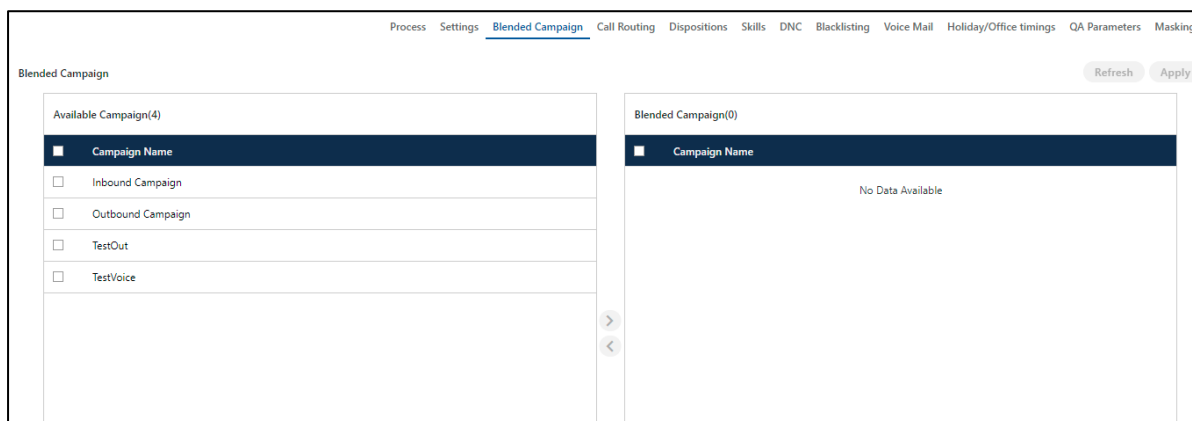 Process Settings Blended Campaign Call Routing Dispositions Skills DNC Blacklisting Voice Mail Holiday/Office timings QA Parameters Masking
Blended Campaign Refresh Apply
Available Campaign(4)
Campaign Name
Inbound Campaign
Outbound Campaign
TestOut
TestVoice
Blended Campaign(0)
Campaign Name
No Data Available